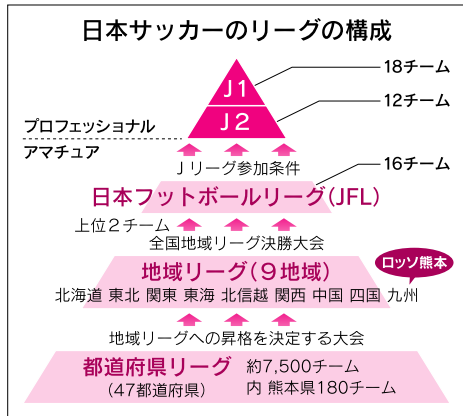 日本サッカーのリーグの構成
J1
18チーム
J2
12チーム
プロフェッショナル
アマチュア
Jリーグ参加条件
16チーム
日本フットボールリーグ(JFL)
上位2チーム
全国地域リーグ決勝大会
ロッソ熊本
地域リーグ(9地域)
北海道 東北 関東 東海 北信越 関西 中国 四国 九州
地域リーグへの昇格を決定する大会
都道府県リーグ 約7,500チーム
(47都道府県) 内 熊本県180チーム